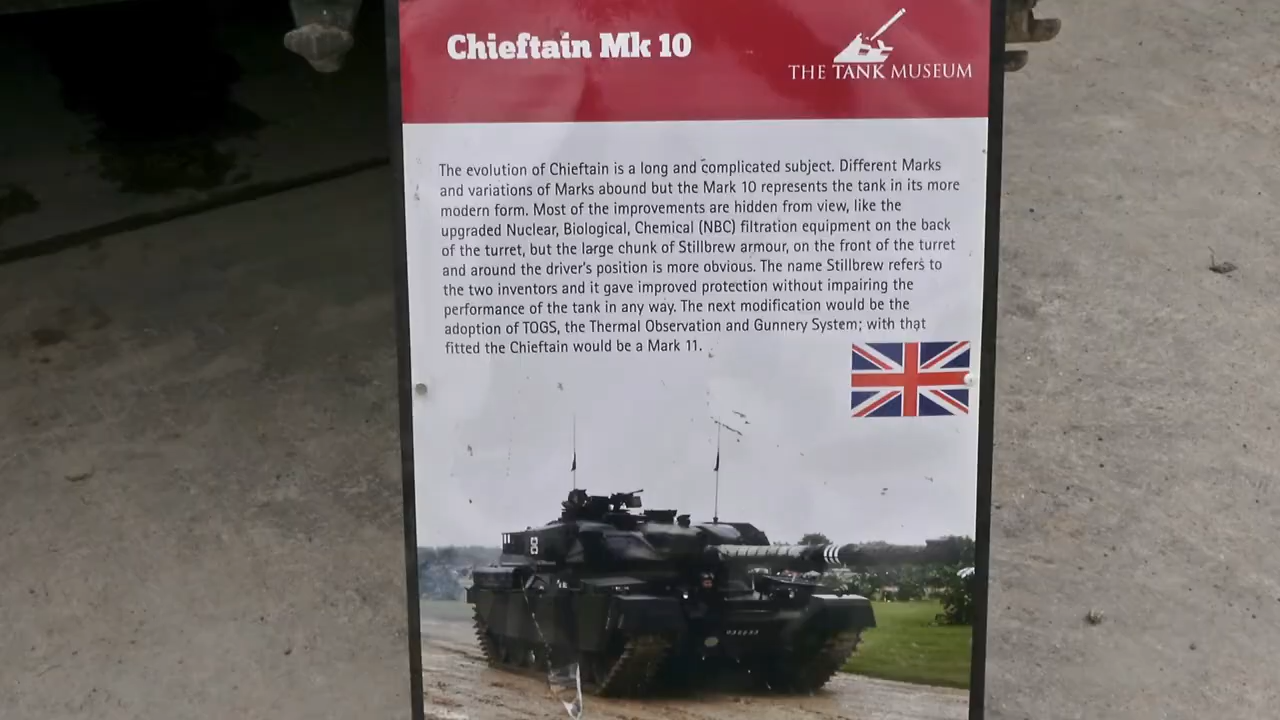 Chieftain Mk 10
THE TANK MUSEUM
The evolution of Chieftain is a long and complicated subject. Different Marks
and variations of Marks abound but the Mark 10 represents the tank in its more
modern form. Most of the improvements are hidden from view, like the
upgraded Nuclear, Biological, Chemical (NBC) filtration equipment on the back
of the turret, but the large chunk of Stillbrew armour, on the front of the turret
and around the driver's position is more obvious. The name Stillbrew refers to
the two inventors and it gave improved protection without impairing the
performance of the tank in any way. The next modification would be the
adoption of TOGS, the Thermal Observation and Gunnery System; with that
fitted the Chieftain would be a Mark 11.